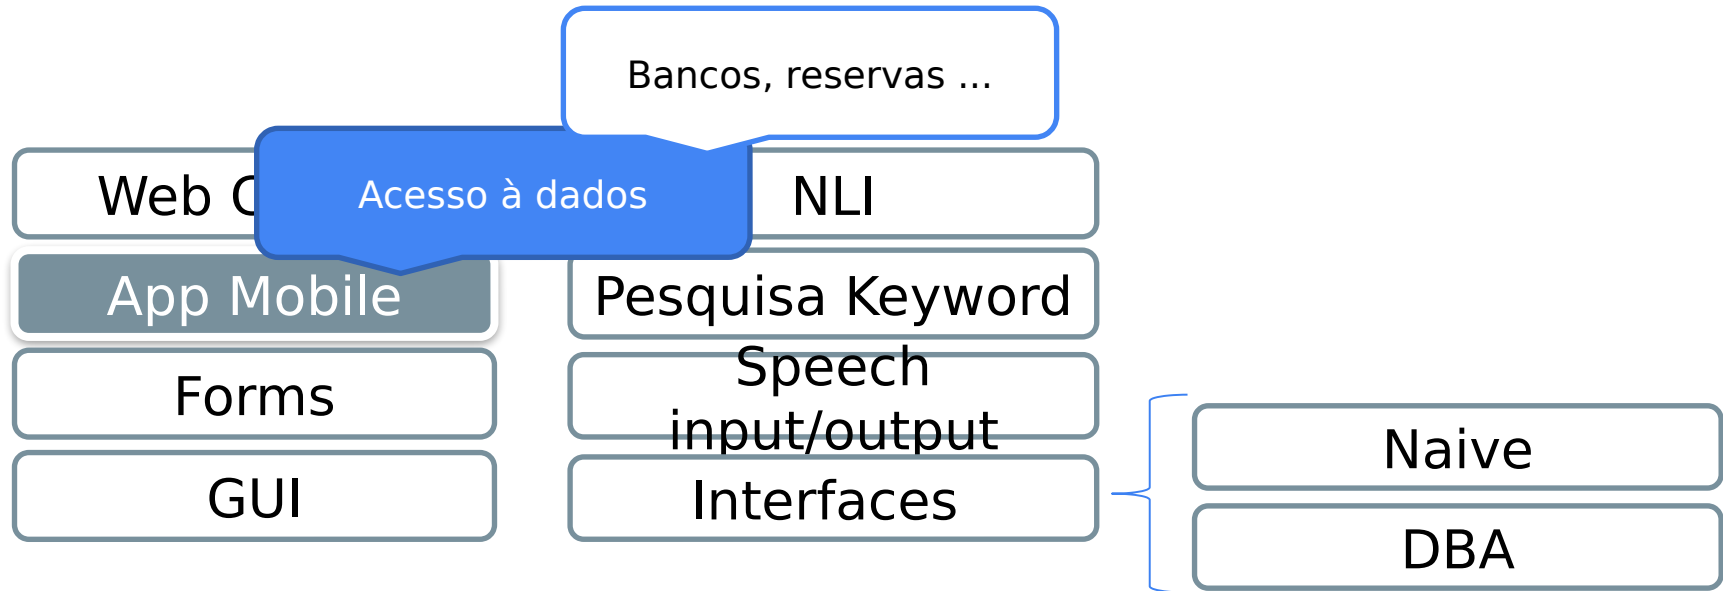 Bancos, reservas ...
Acesso à dados
Web
NLI
App Mobile
Pesquisa Keyword
Forms
Speech
input/output
GUI
Interfaces
Naive
DBA